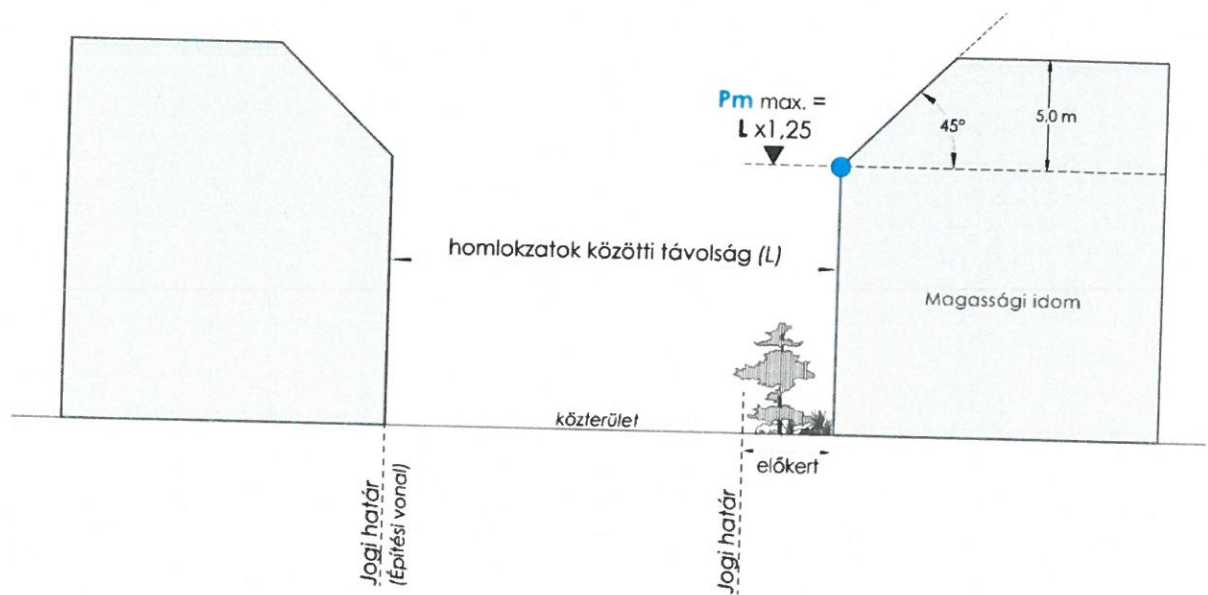 Pm max. =
L x1,25
45°
5,0 m
homlokzatok közötti távolság (L)
Magassági idom
közterület
előkert
Jogi határ
(Építési vonal)
Jogi határ